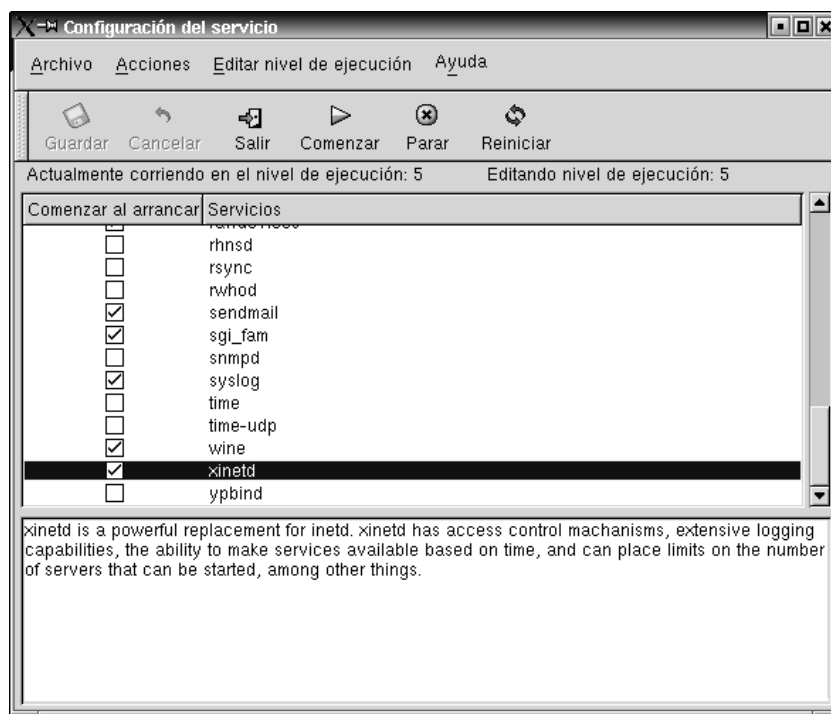 Configuración del servicio
Archivo Acciones Editar nivel de ejecución Ayuda
Guardar Cancelar Salir Comenzar Parar Reiniciar
Actualmente corriendo en el nivel de ejecución: 5 Editando nivel de ejecución: 5
Comenzar al arrancar Servicios
rhnsd
rsync
rwhod
sendmail
sgi_fam
snmpd
syslog
time
time-udp
wine
xinetd
ypbind
xinetd is a powerful replacement for inetd. xinetd has access control machanisms, extensive logging
capabilities, the ability to make services available based on time, and can place limits on the number
of servers that can be started, among other things.